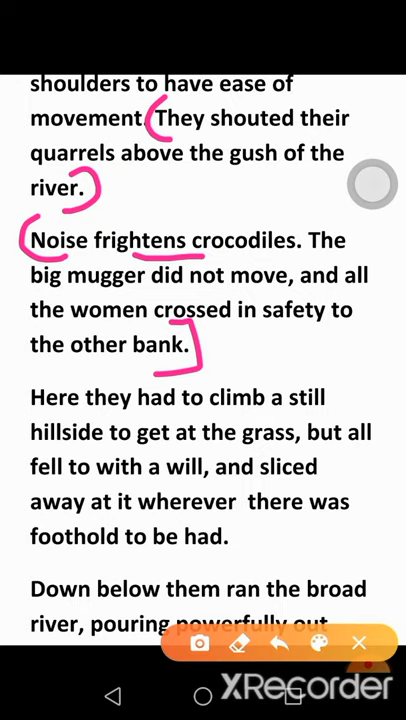 shoulders to have ease of
movement. They shouted their
quarrels above the gush of the
river.
Noise frightens crocodiles. The
big mugger did not move, and all
the women crossed in safety to
the other bank.
Here they had to climb a still
hillside to get at the grass, but all
fell to with a will, and sliced
away at it wherever there was
foothold to be had.
Down below them ran the broad
river, pouring powerfully out
XRecorder